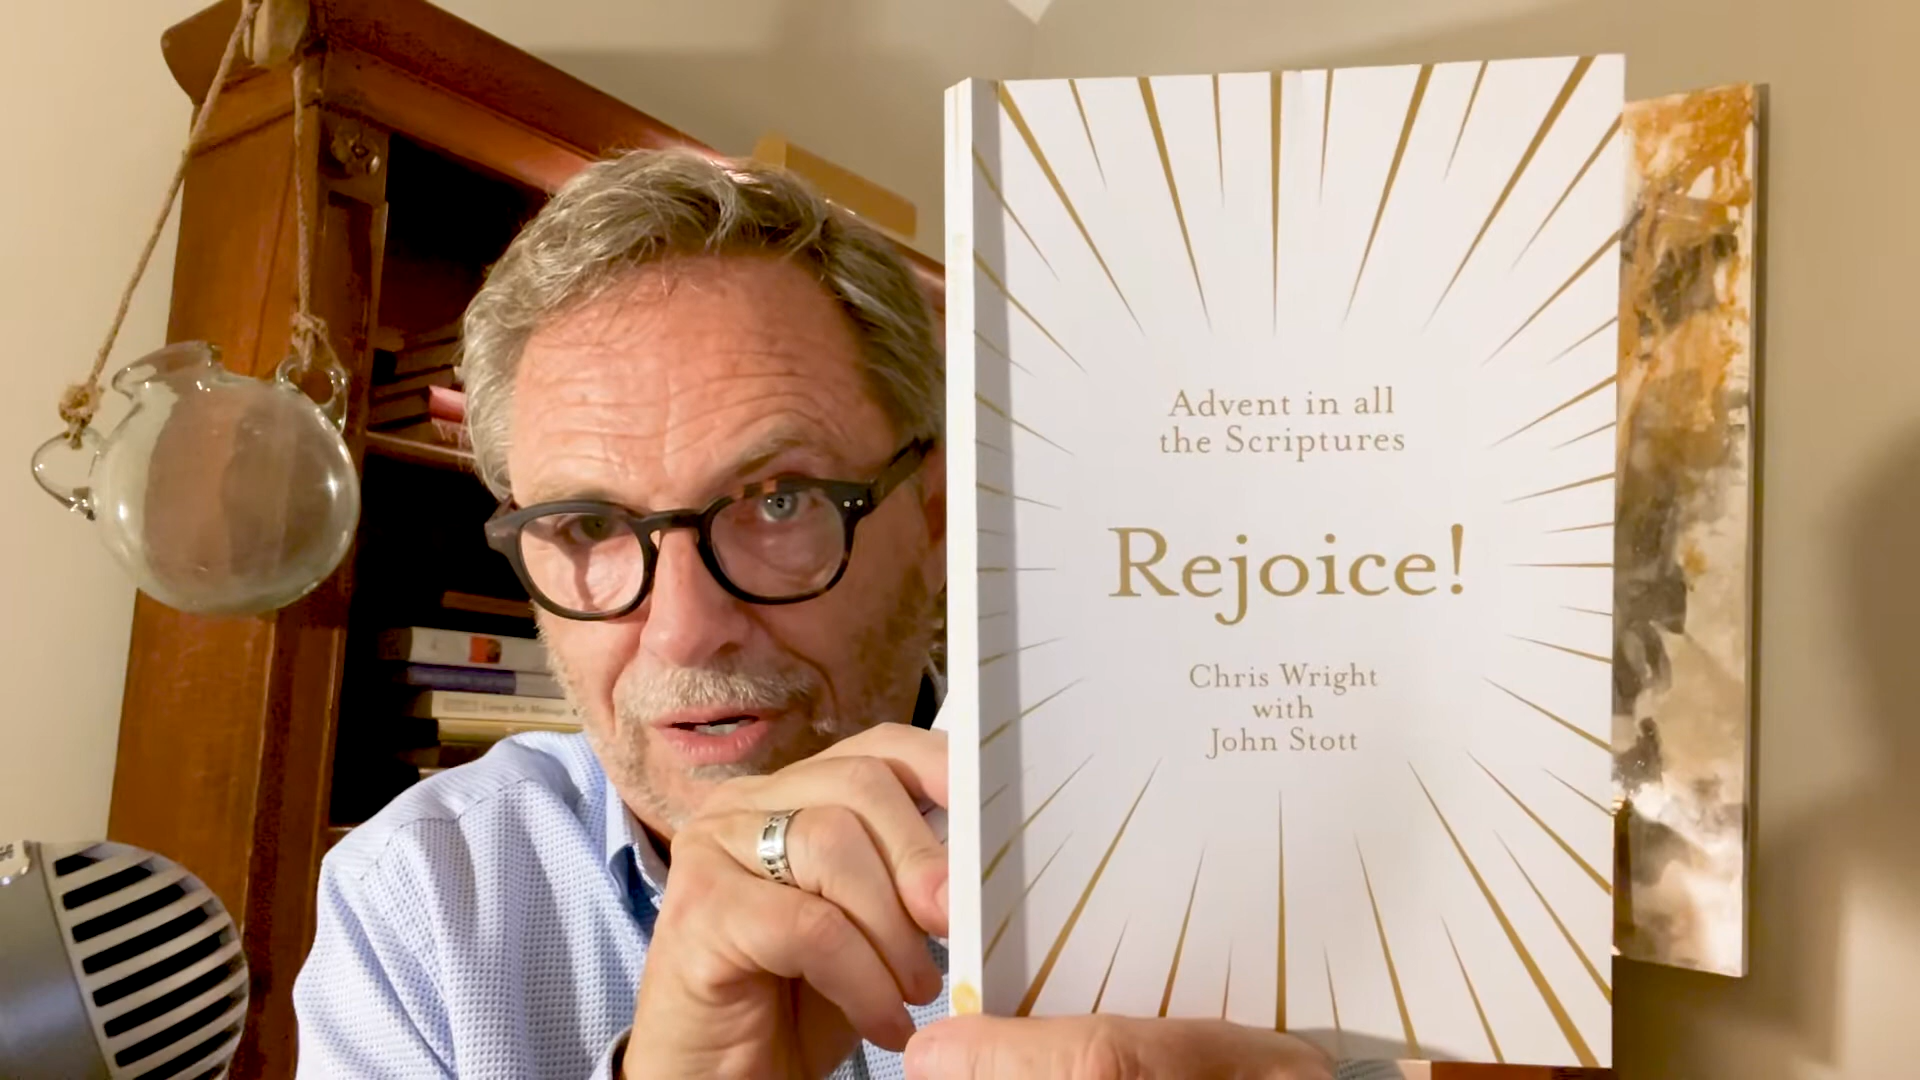 Advent in all
the Scriptures
Rejoice!
Chris Wright
with
John Stott